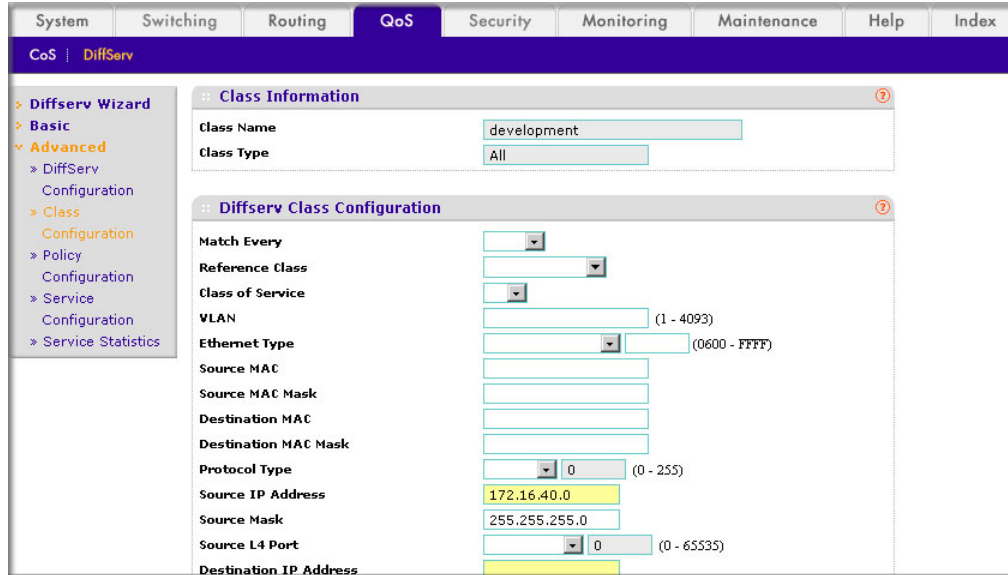 System Switching Routing QoS Security Monitoring Maintenance Help Index
CoS | DiffServ
> Diffserv Wizard
> Basic
Advanced
» DiffServ
Configuration
» Class
Configuration
» Policy
Configuration
» Service
Configuration
» Service Statistics
Class Information ?
Class Name development
Class Type All
Diffserv Class Configuration ?
Match Every
Reference Class
Class of Service
VLAN (1 - 4093)
Ethernet Type (0600 - FFFF)
Source MAC
Source MAC Mask
Destination MAC
Destination MAC Mask
Protocol Type 0 (0 - 255)
Source IP Address 172.16.40.0
Source Mask 255.255.255.0
Source L4 Port 0 (0 - 65535)
Destination IP Address